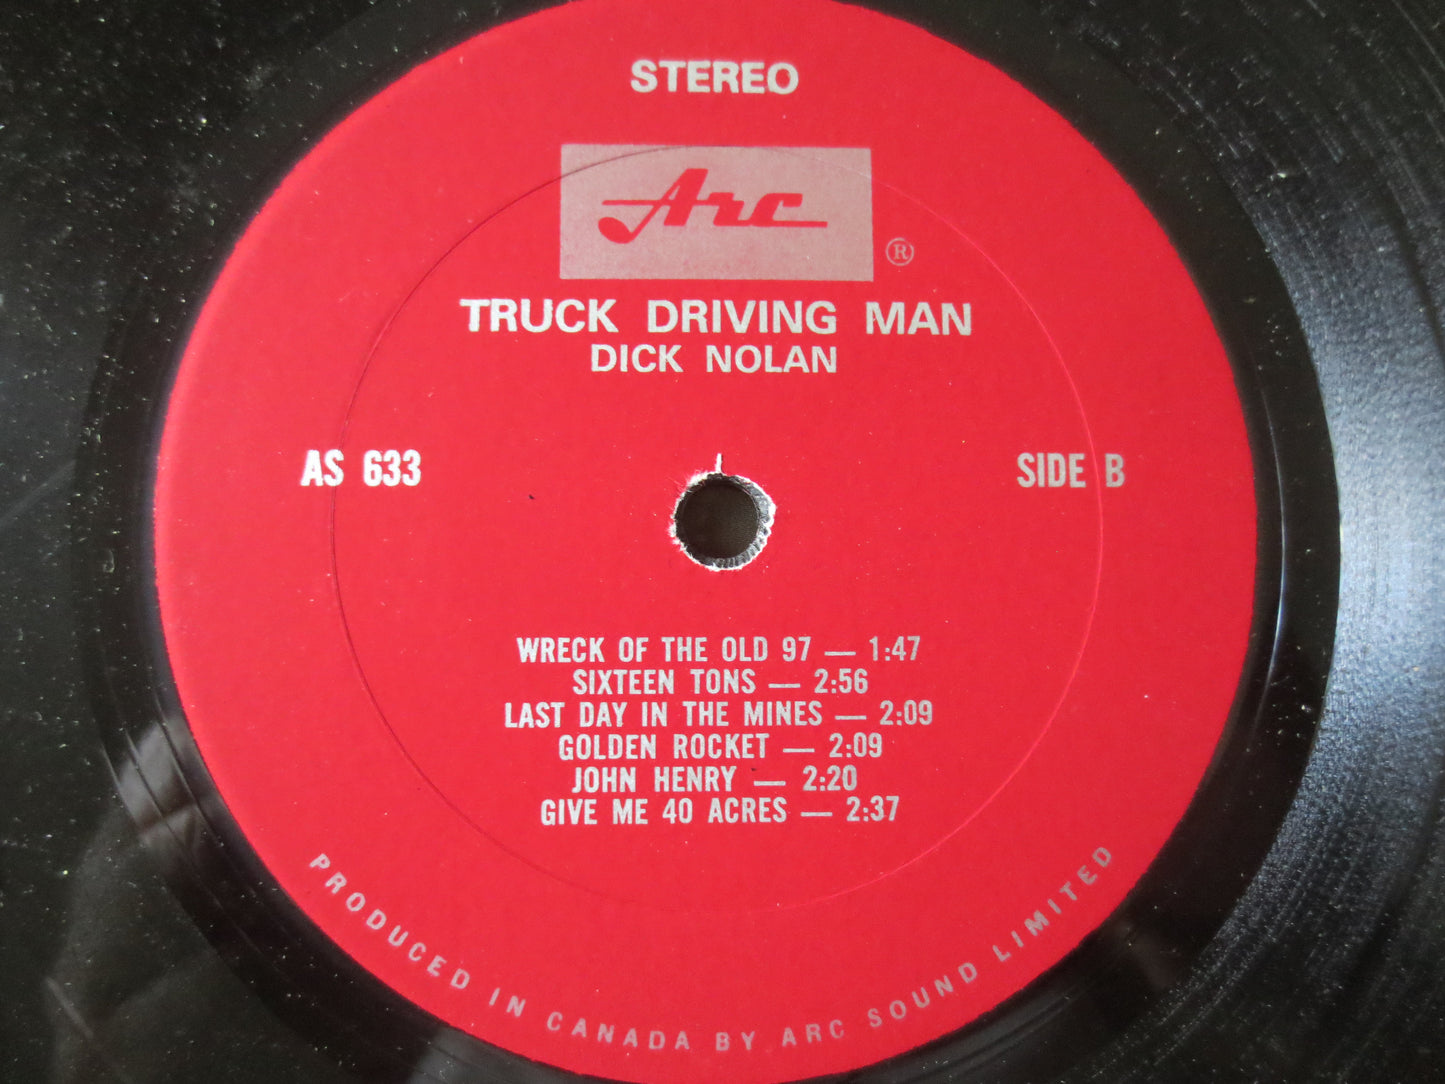 STEREO
Arc
®
TRUCK DRIVING MAN
DICK NOLAN
AS 633
SIDE B
WRECK OF THE OLD 97 — 1:47
SIXTEEN TONS — 2:56
LAST DAY IN THE MINES — 2:09
GOLDEN ROCKET — 2:09
JOHN HENRY — 2:20
GIVE ME 40 ACRES — 2:37
PRODUCED IN CANADA BY ARC SOUND LIMITED